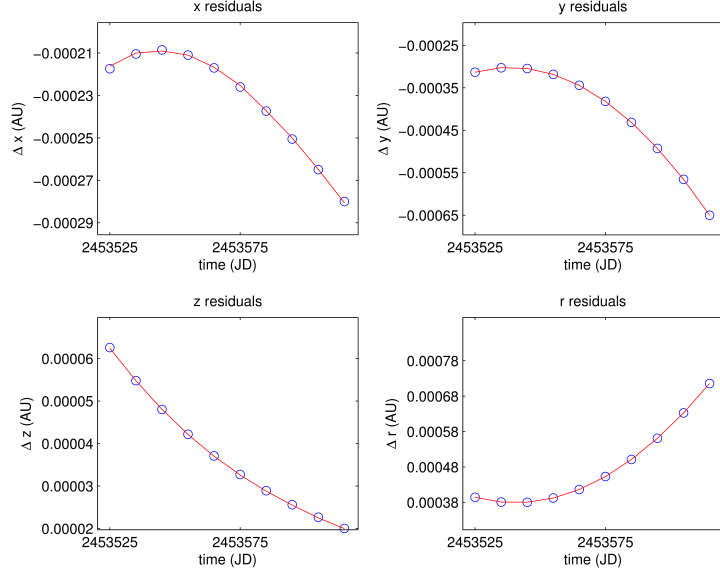 x residuals
−0.00021
−0.00023
−0.00025
−0.00027
−0.00029
Δ x (AU)
2453525 2453575
time (JD)
y residuals
−0.00025
−0.00035
−0.00045
−0.00055
−0.00065
Δ y (AU)
2453525 2453575
time (JD)
z residuals
0.00006
0.00005
0.00004
0.00003
0.00002
Δ z (AU)
2453525 2453575
time (JD)
r residuals
0.00078
0.00068
0.00058
0.00048
0.00038
Δ r (AU)
2453525 2453575
time (JD)